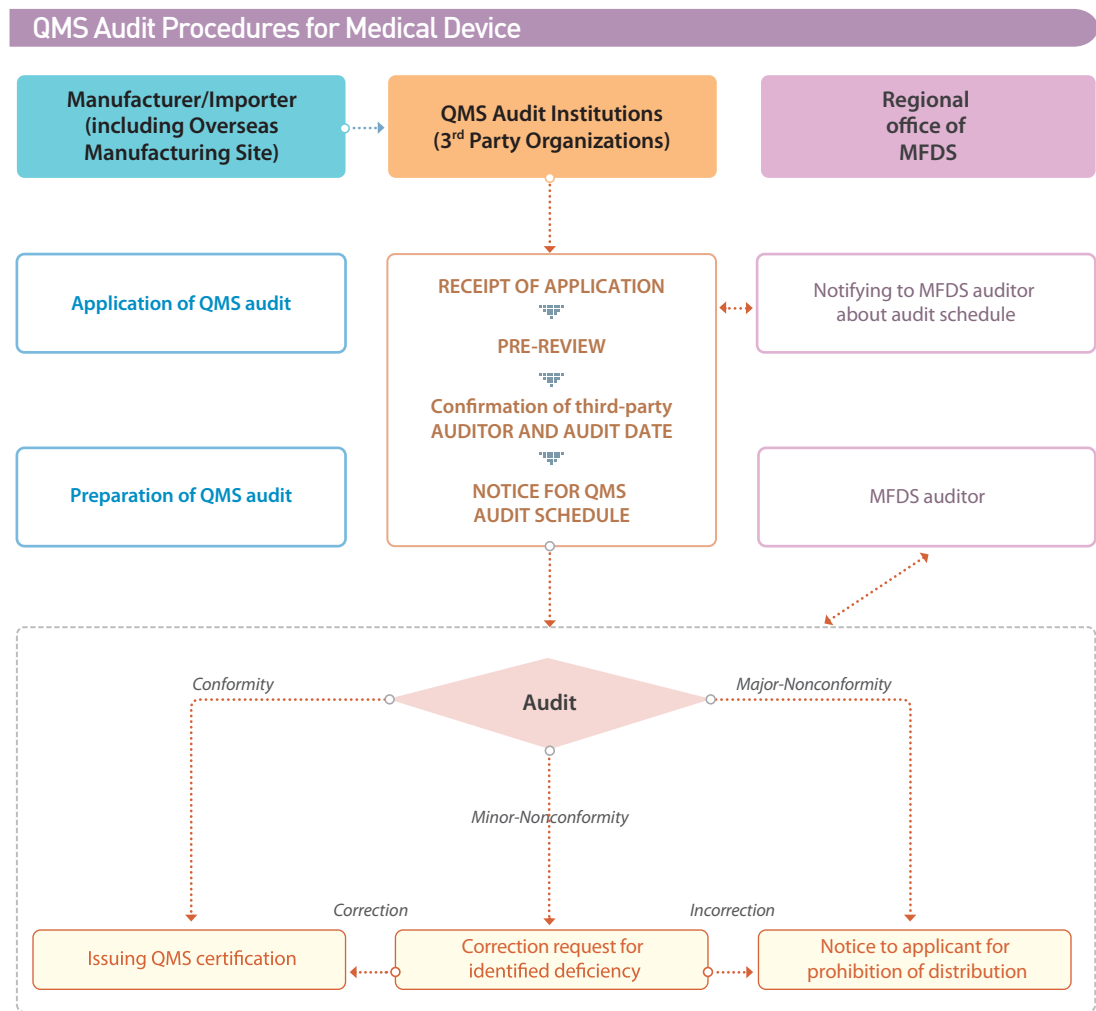 QMS Audit Procedures for Medical Device
Manufacturer/Importer
(including Overseas
Manufacturing Site)
QMS Audit Institutions
(3rd Party Organizations)
Regional
office of
MFDS
Application of QMS audit
RECEIPT OF APPLICATION
PRE-REVIEW
Confirmation of third-party
AUDITOR AND AUDIT DATE
NOTICE FOR QMS
AUDIT SCHEDULE
Notifying to MFDS auditor
about audit schedule
Preparation of QMS audit
MFDS auditor
Conformity
Audit
Major-Nonconformity
Minor-Nonconformity
Correction
Incorrection
Issuing QMS certification
Correction request for
identified deficiency
Notice to applicant for
prohibition of distribution